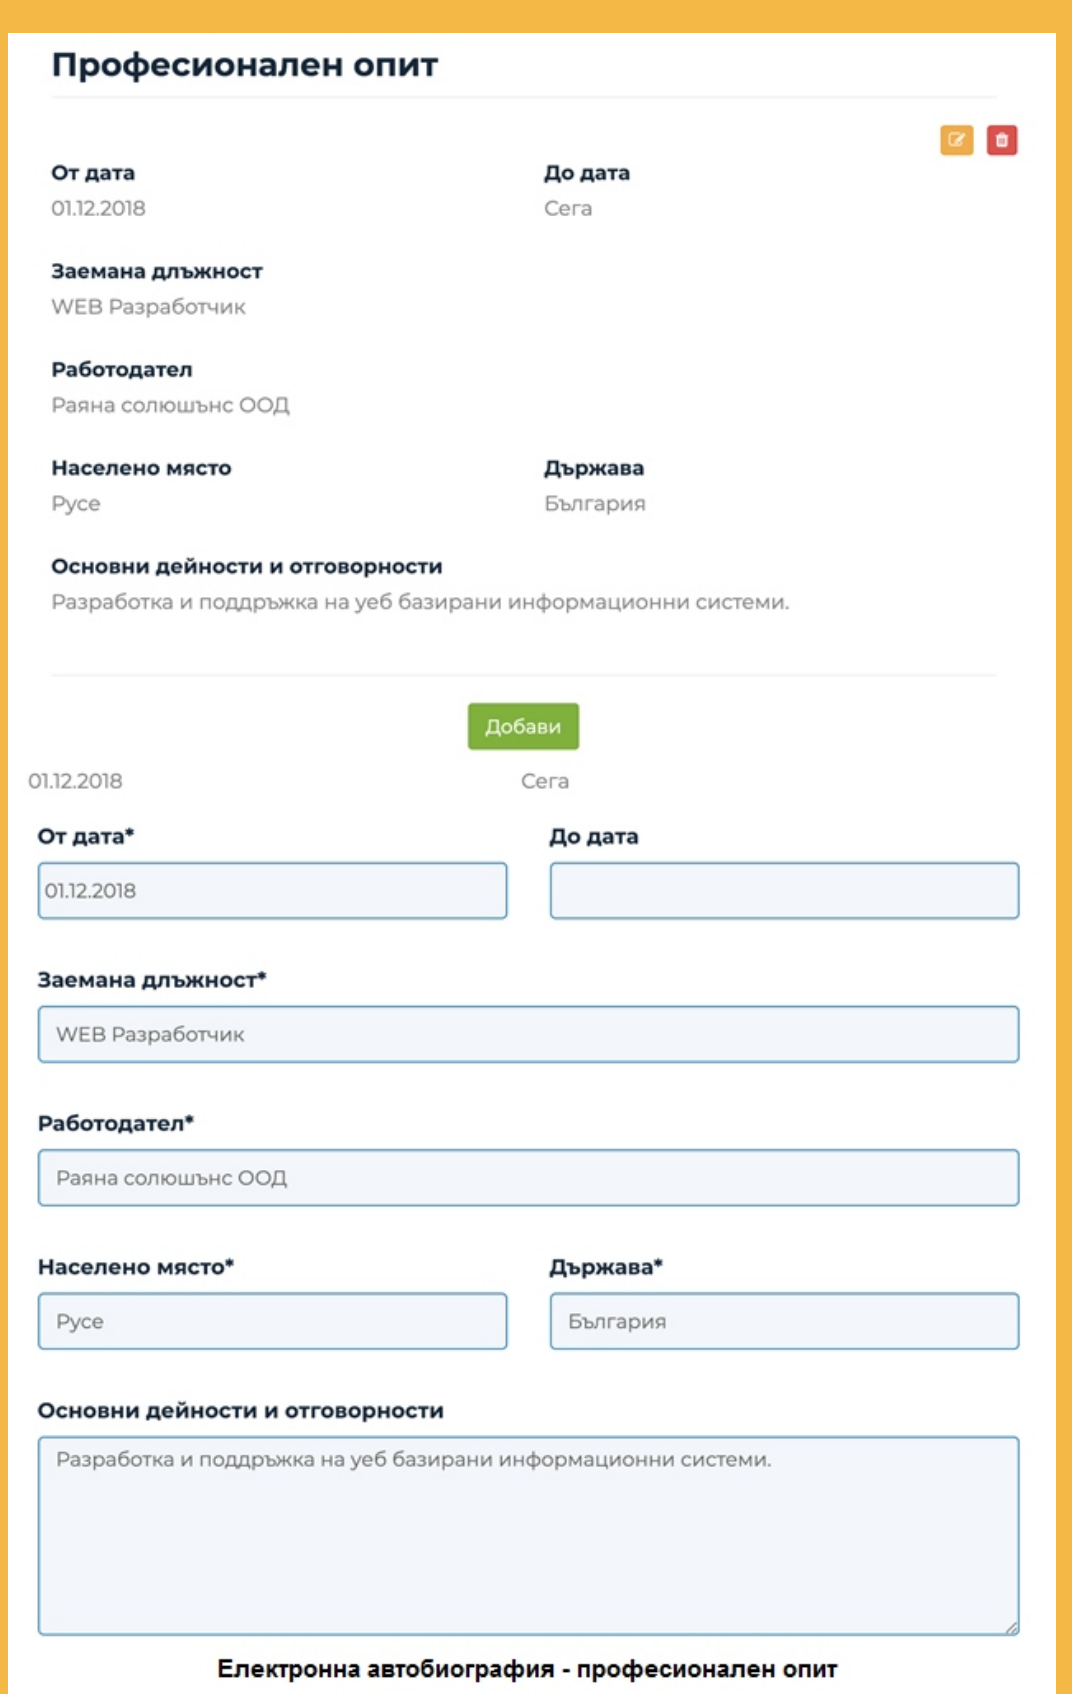 Професионален опит
От дата До дата
01.12.2018 Сега
Заемана длъжност
WEB Разработчик
Работодател
Раяна солюшънс ООД
Населено място Държава
Русе България
Основни дейности и отговорности
Разработка и поддръжка на уеб базирани информационни системи.
Добави
01.12.2018 Сега
От дата* До дата
01.12.2018
Заемана длъжност*
WEB Разработчик
Работодател*
Раяна солюшънс ООД
Населено място* Държава*
Русе България
Основни дейности и отговорности
Разработка и поддръжка на уеб базирани информационни системи.
Електронна автобиография - професионален опит